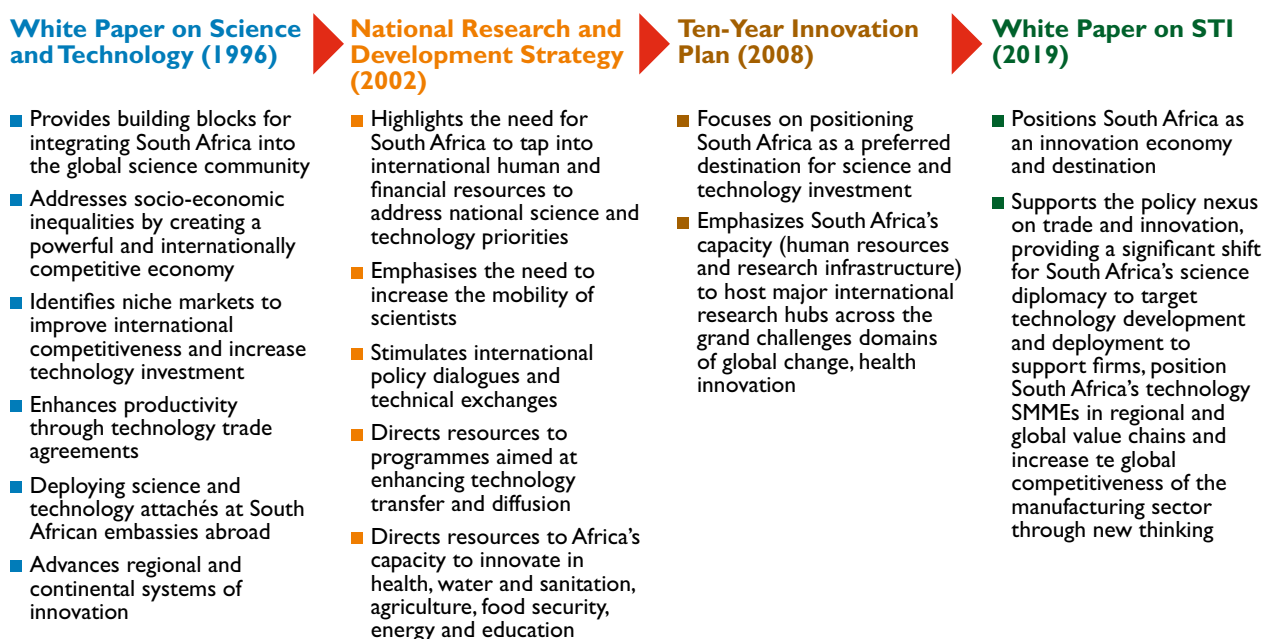 White Paper on Science
and Technology (1996)
Provides building blocks for
integrating South Africa into
the global science community
Addresses socio-economic
inequalities by creating a
powerful and internationally
competitive economy
Identifies niche markets to
improve international
competitiveness and increase
technology investment
Enhances productivity
through technology trade
agreements
Deploying science and
technology attachés at South
African embassies abroad
Advances regional and
continental systems of
innovation
National Research and
Development Strategy
(2002)
Highlights the need for
South Africa to tap into
international human and
financial resources to
address national science and
technology priorities
Emphasises the need to
increase the mobility of
scientists
Stimulates international
policy dialogues and
technical exchanges
Directs resources to
programmes aimed at
enhancing technology
transfer and diffusion
Directs resources to Africa's
capacity to innovate in
health, water and sanitation,
agriculture, food security,
energy and education
Ten-Year Innovation
Plan (2008)
Focuses on positioning
South Africa as a preferred
destination for science and
technology investment
Emphasizes South Africa's
capacity (human resources
and research infrastructure)
to host major international
research hubs across the
grand challenges domains
of global change, health
innovation
White Paper on STI
(2019)
Positions South Africa as
an innovation economy
and destination
Supports the policy nexus
on trade and innovation,
providing a significant shift
for South Africa's science
diplomacy to target
technology development
and deployment to
support firms, position
South Africa's technology
SMMEs in regional and
global value chains and
increase te global
competitiveness of the
manufacturing sector
through new thinking